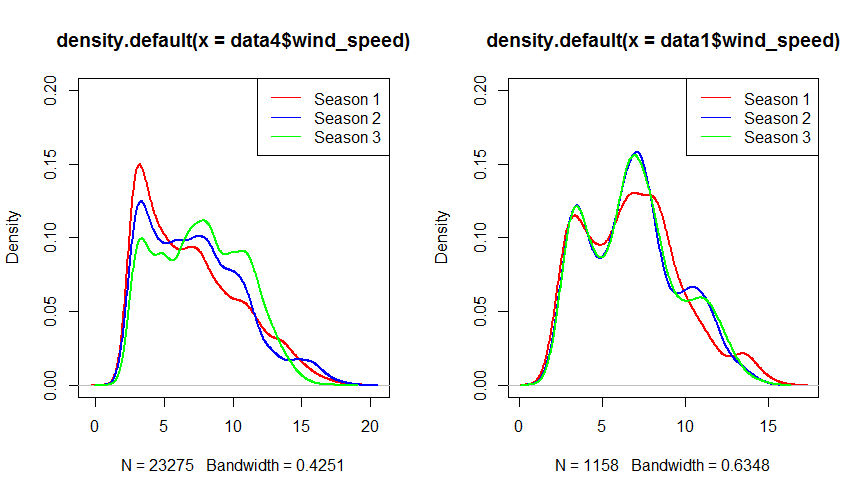 density.default(x = data4$wind_speed)
Density
0.00
0.05
0.10
0.15
0.20
Season 1
Season 2
Season 3
0
5
10
15
20
N = 23275 Bandwidth = 0.4251
density.default(x = data1$wind_speed)
Density
0.00
0.05
0.10
0.15
0.20
Season 1
Season 2
Season 3
0
5
10
15
N = 1158 Bandwidth = 0.6348